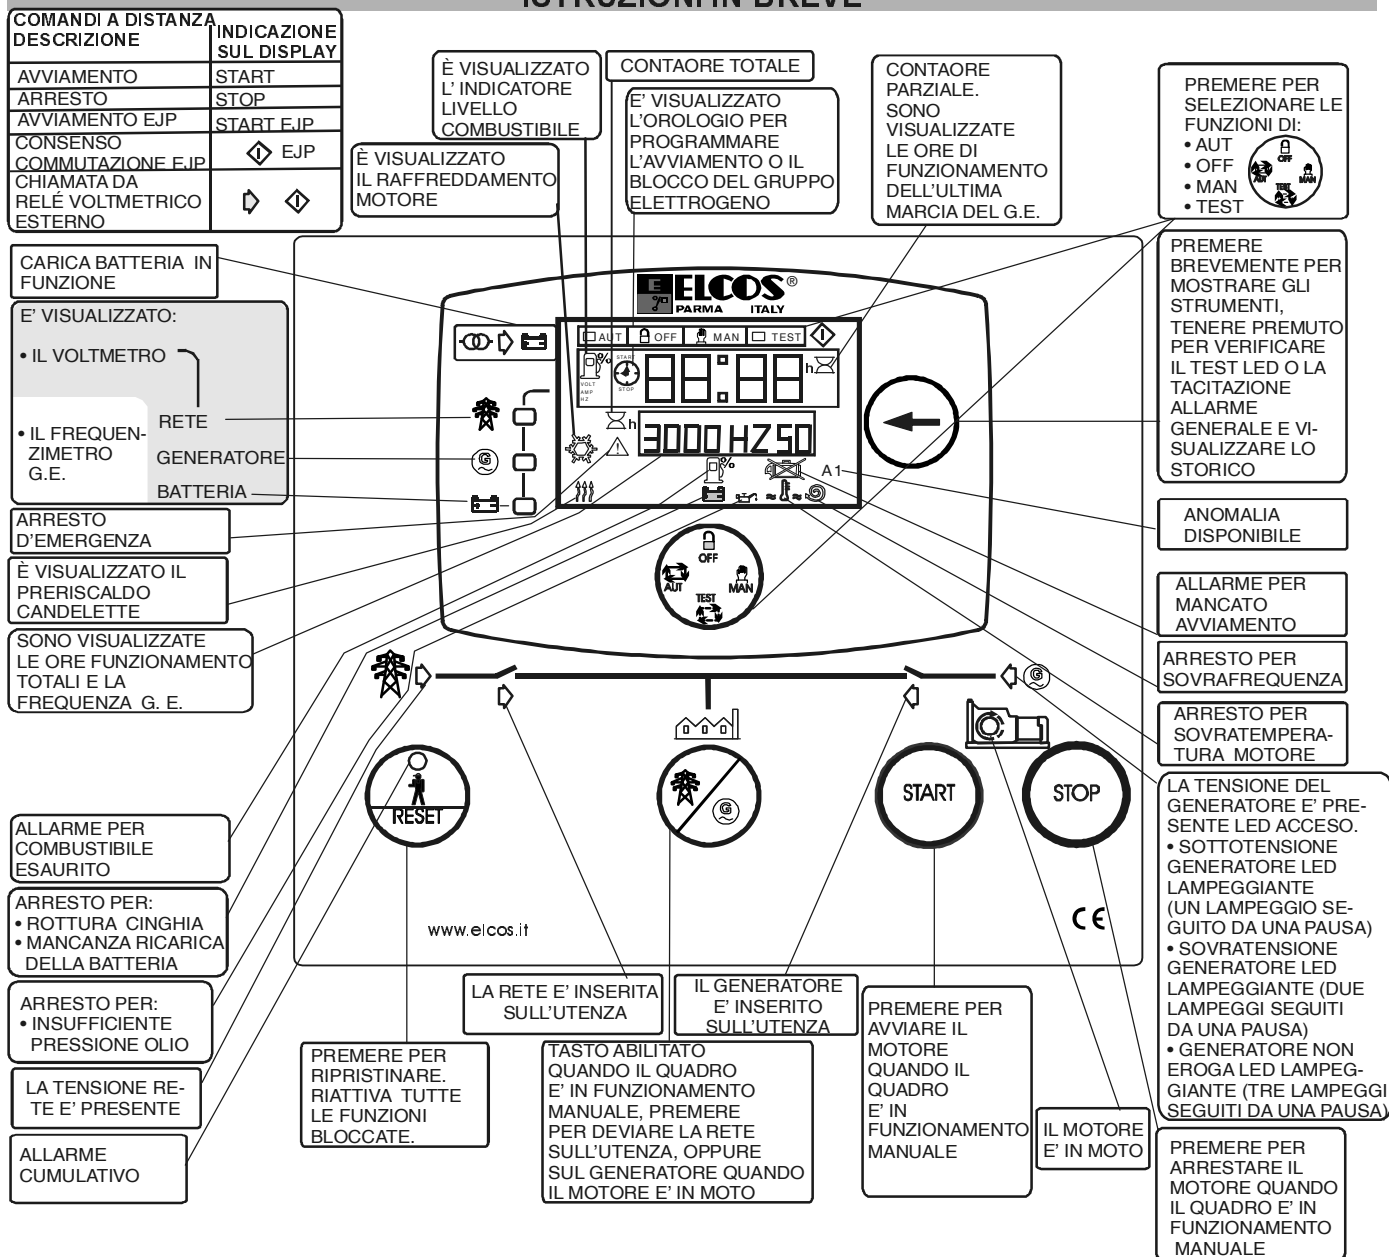 ISTRUZIONI IN BREVE
COMANDI A DISTANZA
DESCRIZIONE
INDICAZIONE
SUL DISPLAY
AVVIAMENTO START
ARRESTO STOP
AVVIAMENTO EJP START EJP
CONSENSO
COMMUTAZIONE EJP
EJP
CHIAMATA DA
RELÉ VOLTMETRICO
ESTERNO
È VISUALIZZATO
IL RAFFREDDAMENTO
MOTORE
È VISUALIZZATO
L' INDICATORE
LIVELLO
COMBUSTIBILE
CONTAORE TOTALE
E' VISUALIZZATO
L'OROLOGIO PER
PROGRAMMARE
L'AVVIAMENTO O IL
BLOCCO DEL GRUPPO
ELETTROGENO
CONTAORE
PARZIALE.
SONO
VISUALIZZATE
LE ORE DI
FUNZIONAMENTO
DELL'ULTIMA
MARCIA DEL G.E.
PREMERE PER
SELEZIONARE LE
FUNZIONI DI:
• AUT
• OFF
• MAN
• TEST
OFF
AUT
MAN
TEST
CARICA BATTERIA IN
FUNZIONE
E' VISUALIZZATO:
• IL VOLTMETRO
RETE
• IL FREQUEN-
ZIMETRO
G.E.
GENERATORE
BATTERIA
ARRESTO
D'EMERGENZA
È VISUALIZZATO IL
PRERISCALDO
CANDELETTE
SONO VISUALIZZATE
LE ORE FUNZIONAMENTO
TOTALI E LA
FREQUENZA G. E.
ALLARME PER
COMBUSTIBILE
ESAURITO
ARRESTO PER:
• ROTTURA CINGHIA
• MANCANZA RICARICA
DELLA BATTERIA
ARRESTO PER:
• INSUFFICIENTE
PRESSIONE OLIO
LA TENSIONE RE-
TE E' PRESENTE
ALLARME
CUMULATIVO
E ELCOS ®
PARMA ITALY
AUT OFF MAN TEST
%
START
STOP
VOLT
AMP
HZ
88:88 h
h
3000HZ50
G
%
A1
OFF
AUT
MAN
TEST
G
RESET
G
START
STOP
www.elcos.it
CE
PREMERE
BREVEMENTE PER
MOSTRARE GLI
STRUMENTI,
TENERE PREMUTO
PER VERIFICARE
IL TEST LED O LA
TACITAZIONE
ALLARME
GENERALE E VI-
SUALIZZARE LO
STORICO
ANOMALIA
DISPONIBILE
ALLARME PER
MANCATO
AVVIAMENTO
ARRESTO PER
SOVRAFREQUENZA
ARRESTO PER
SOVRATEMPERA-
TURA MOTORE
LA TENSIONE DEL
GENERATORE E' PRE-
SENTE LED ACCESO.
• SOTTOTENSIONE
GENERATORE LED
LAMPEGGIANTE
(UN LAMPEGGIO SE-
GUITO DA UNA PAUSA)
• SOVRATENSIONE
GENERATORE LED
LAMPEGGIANTE (DUE
LAMPEGGI SEGUITI
DA UNA PAUSA)
• GENERATORE NON
EROGA LED LAMPEG-
GIANTE (TRE LAMPEGGI
SEGUITI DA UNA PAUSA)
PREMERE PER
RIPRISTINARE.
RIATTIVA TUTTE
LE FUNZIONI
BLOCCATE.
LA RETE E' INSERITA
SULL'UTENZA
TASTO ABILITATO
QUANDO IL QUADRO
E' IN FUNZIONAMENTO
MANUALE, PREMERE
PER DEVIARE LA RETE
SULL'UTENZA, OPPURE
SUL GENERATORE QUANDO
IL MOTORE E' IN MOTO
IL GENERATORE
E' INSERITO
SULL'UTENZA
PREMERE PER
AVVIARE IL
MOTORE
QUANDO IL
QUADRO
E' IN
FUNZIONAMENTO
MANUALE
IL MOTORE
E' IN MOTO
PREMERE PER
ARRESTARE IL
MOTORE QUANDO
IL QUADRO E' IN
FUNZIONAMENTO
MANUALE